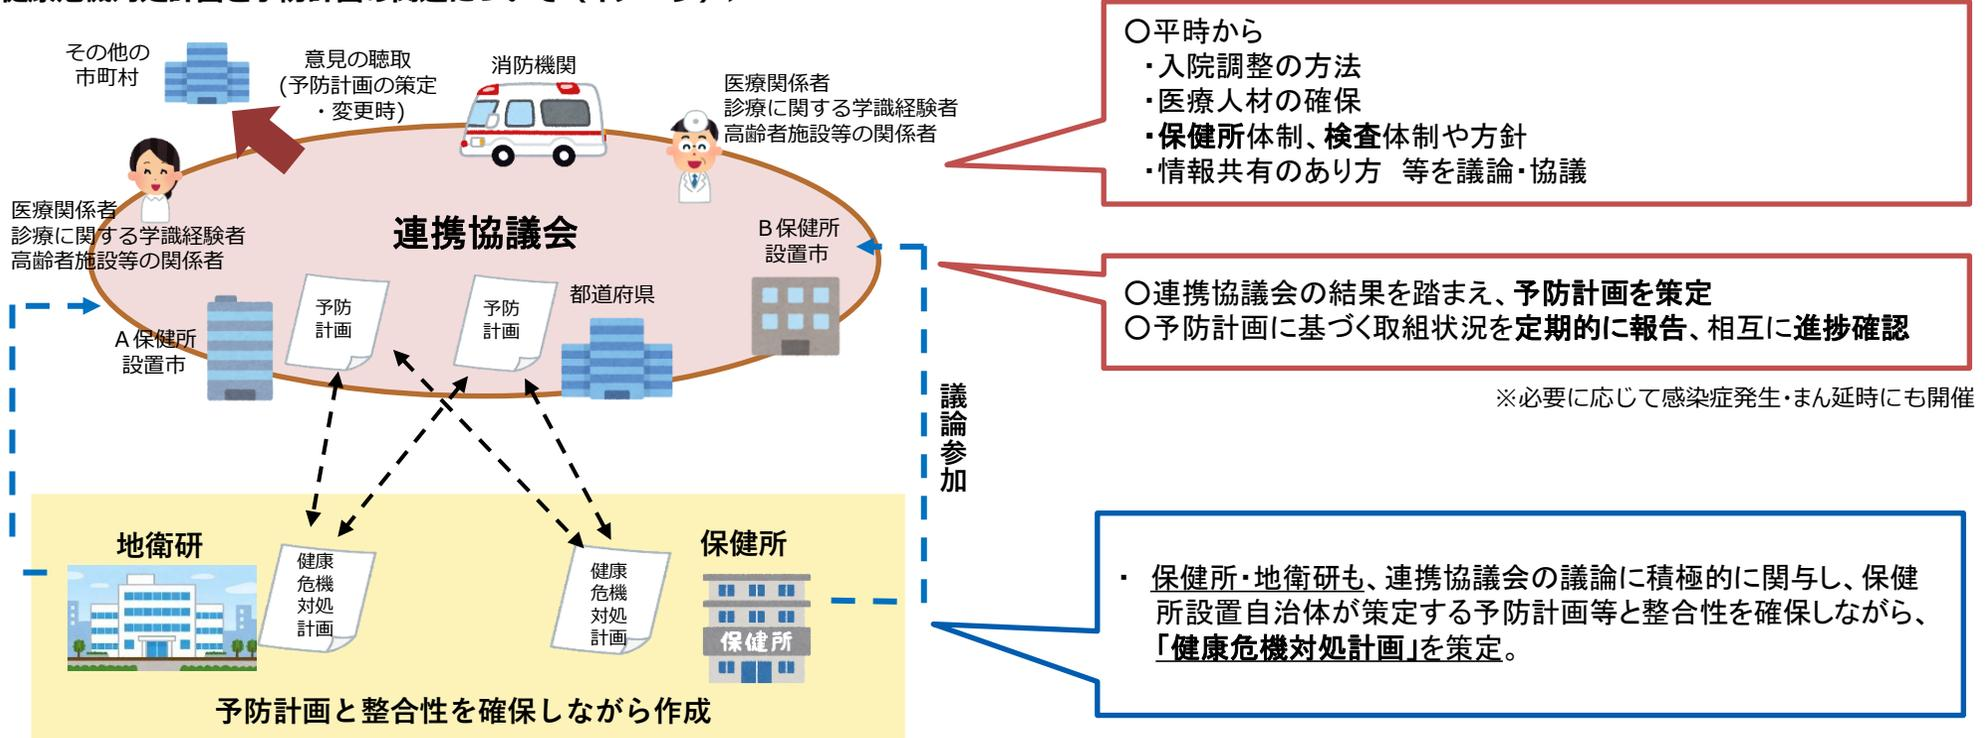 その他の
市町村
意見の聴取
(予防計画の策定
・変更時)
消防機関
医療関係者
診療に関する学識経験者
高齢者施設等の関係者
医療関係者
診療に関する学識経験者
高齢者施設等の関係者
連携協議会
B保健所
設置市
A保健所
設置市
予防
計画
予防
計画
都道府県
議論参加
地衛研
健康
危機
対処
計画
健康
危機
対処
計画
保健所
保健所
予防計画と整合性を確保しながら作成
〇平時から
・入院調整の方法
・医療人材の確保
・保健所体制、検査体制や方針
・情報共有のあり方　等を議論・協議
〇連携協議会の結果を踏まえ、予防計画を策定
〇予防計画に基づく取組状況を定期的に報告、相互に進捗確認
※必要に応じて感染症発生・まん延時にも開催
・　保健所・地衛研も、連携協議会の議論に積極的に関与し、保健
所設置自治体が策定する予防計画等と整合性を確保しながら、
「健康危機対処計画」を策定。